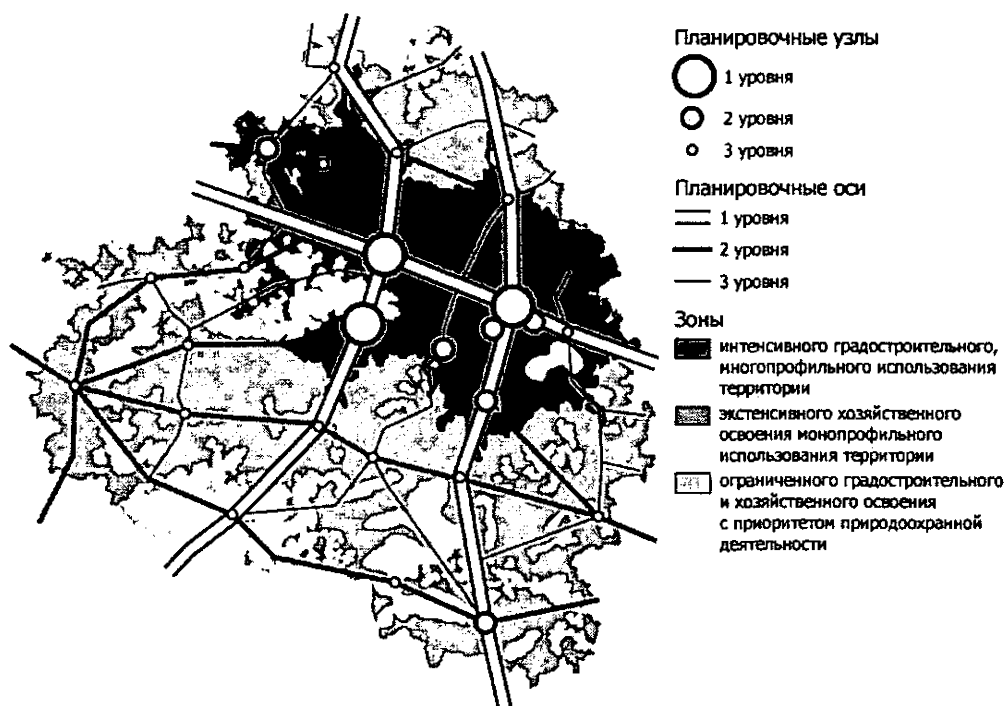 Планировочные узлы
1 уровня
2 уровня
3 уровня
Планировочные оси
1 уровня
2 уровня
3 уровня
Зоны
интенсивного градостроительного,
многопрофильного использования
территории
экстенсивного хозяйственного
освоения монопрофильного
использования территории
ограниченного градостроительного
и хозяйственного освоения
с приоритетом природоохранной
деятельности